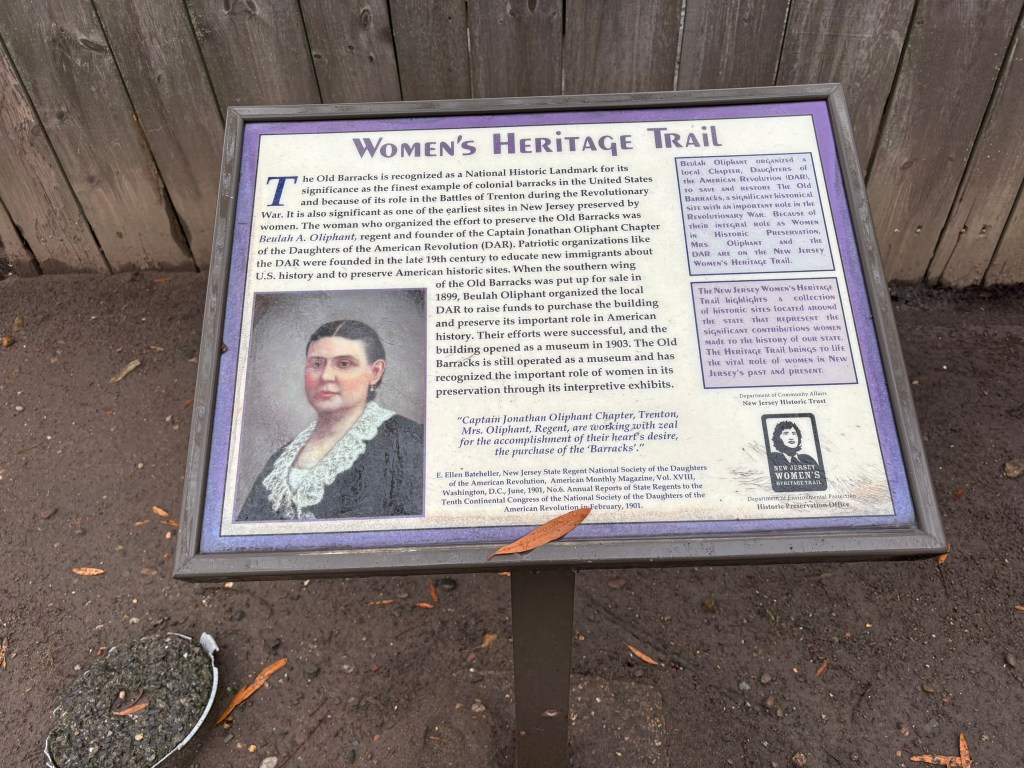 Women's Heritage Trail
The Old Barracks is recognized as a National Historic Landmark for its
significance as the finest example of colonial barracks in the United States
and because of its role in the Battles of Trenton during the Revolutionary
War. It is also significant as one of the earliest sites in New Jersey preserved by
women. The woman who organized the effort to preserve the Old Barracks was
Beulah A. Oliphant, regent and founder of the Captain Jonathan Oliphant Chapter
of the Daughters of the American Revolution (DAR). Patriotic organizations like
the DAR were founded in the late 19th century to educate new immigrants about
U.S. history and to preserve American historic sites. When the southern wing
of the Old Barracks was put up for sale in
1899, Beulah Oliphant organized the local
DAR to raise funds to purchase the building
and preserve its important role in American
history. Their efforts were successful, and the
building opened as a museum in 1903. The Old
Barracks is still operated as a museum and has
recognized the important role of women in its
preservation through its interpretive exhibits.
"Captain Jonathan Oliphant Chapter, Trenton,
Mrs. Oliphant, Regent, are working with zeal
for the accomplishment of their heart's desire,
the purchase of the 'Barracks'."
E. Ellen Batcheller, New Jersey State Regent National Society of the Daughters
of the American Revolution, American Monthly Magazine, Vol. XVIII,
Washington, D.C., June, 1901, No.6. Annual Reports of State Regents to the
Tenth Continental Congress of the National Society of the Daughters of the
American Revolution in February, 1901.
Beulah Oliphant organized a
local Chapter, Daughters of
the American Revolution (DAR),
to save and restore The Old
Barracks, a significant historical
site with an important role in the
Revolutionary War. Because of
their integral role as Women
in Historic Preservation,
Mrs. Oliphant and the
DAR are on the New Jersey
Women's Heritage Trail.
The New Jersey Women's Heritage
Trail highlights a collection
of historic sites located around
the state that represent the
significant contributions women
made to the history of our state.
The Heritage Trail brings to life
the vital role of women in New
Jersey's past and present.
Department of Community Affairs
New Jersey Historic Trust
NEW JERSEY
WOMEN'S
HERITAGE TRAIL
Department of Environmental Protection
Historic Preservation Office